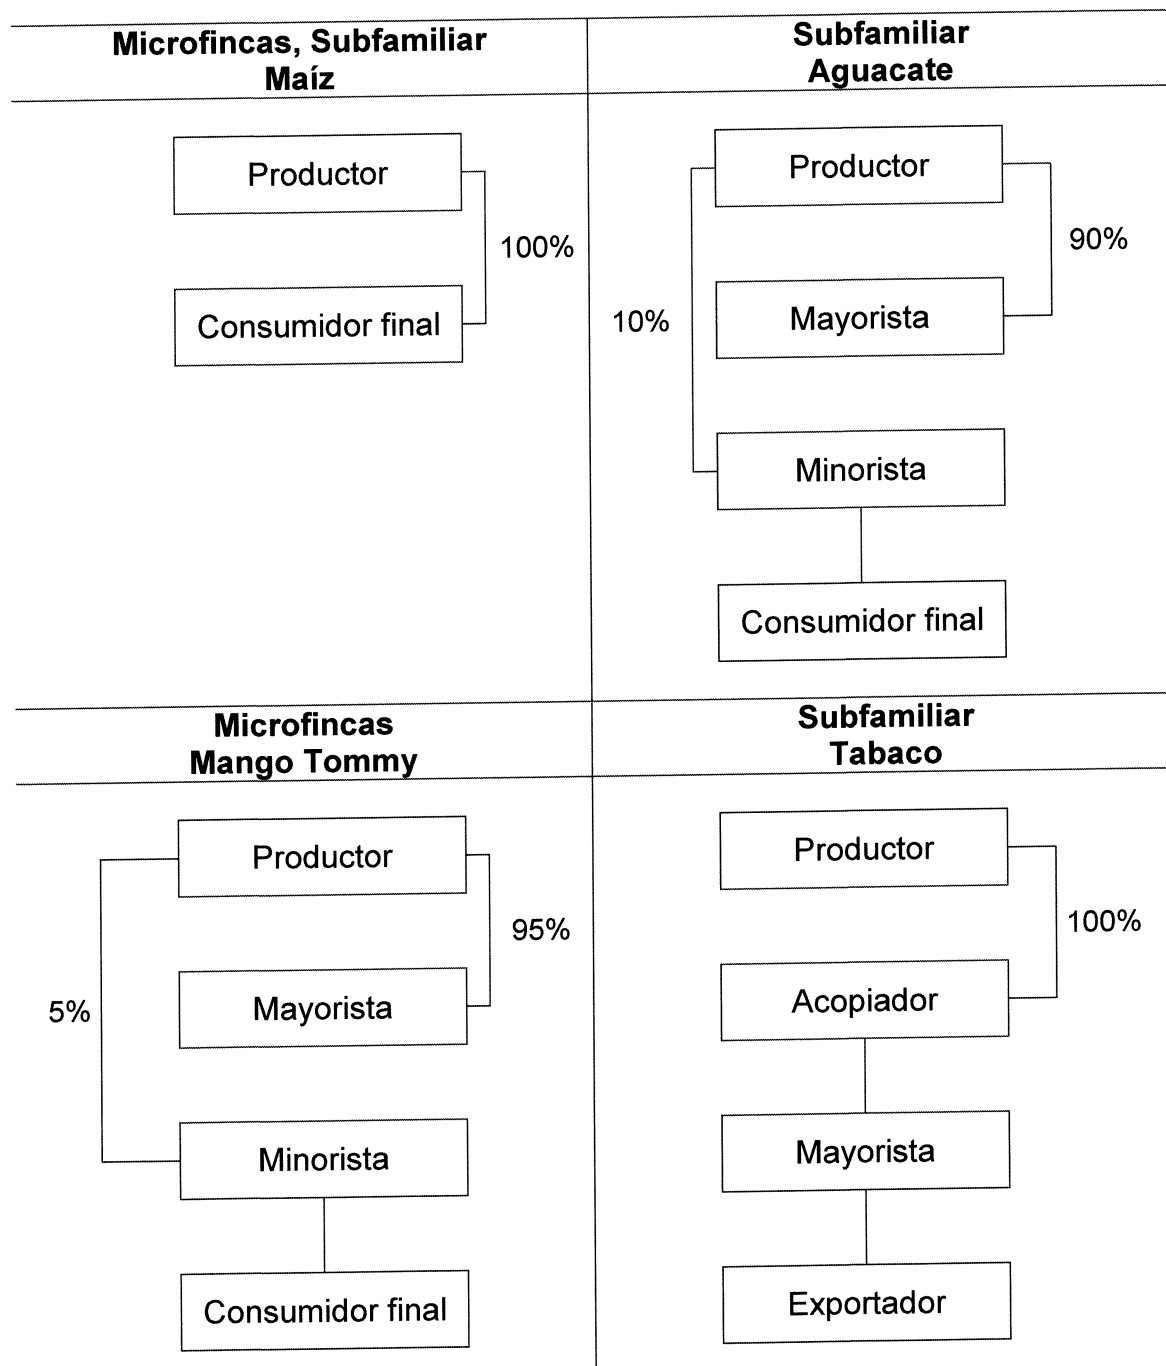 Microfincas, Subfamiliar
Maíz
Productor
100%
Consumidor final
Subfamiliar
Aguacate
Productor
90%
Mayorista
10%
Minorista
Consumidor final
Microfincas
Mango Tommy
Productor
95%
Mayorista
5%
Minorista
Consumidor final
Subfamiliar
Tabaco
Productor
100%
Acopiador
Mayorista
Exportador